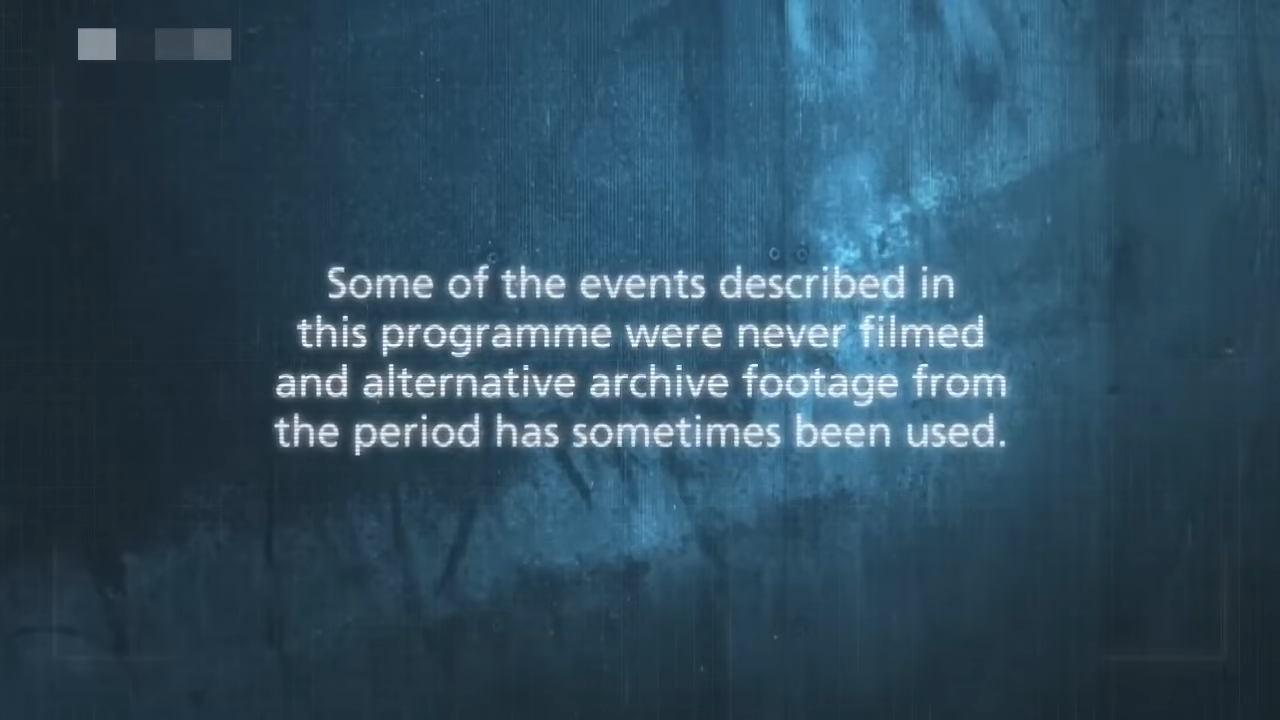 Some of the events described in
this programme were never filmed
and alternative archive footage from
the period has sometimes been used.